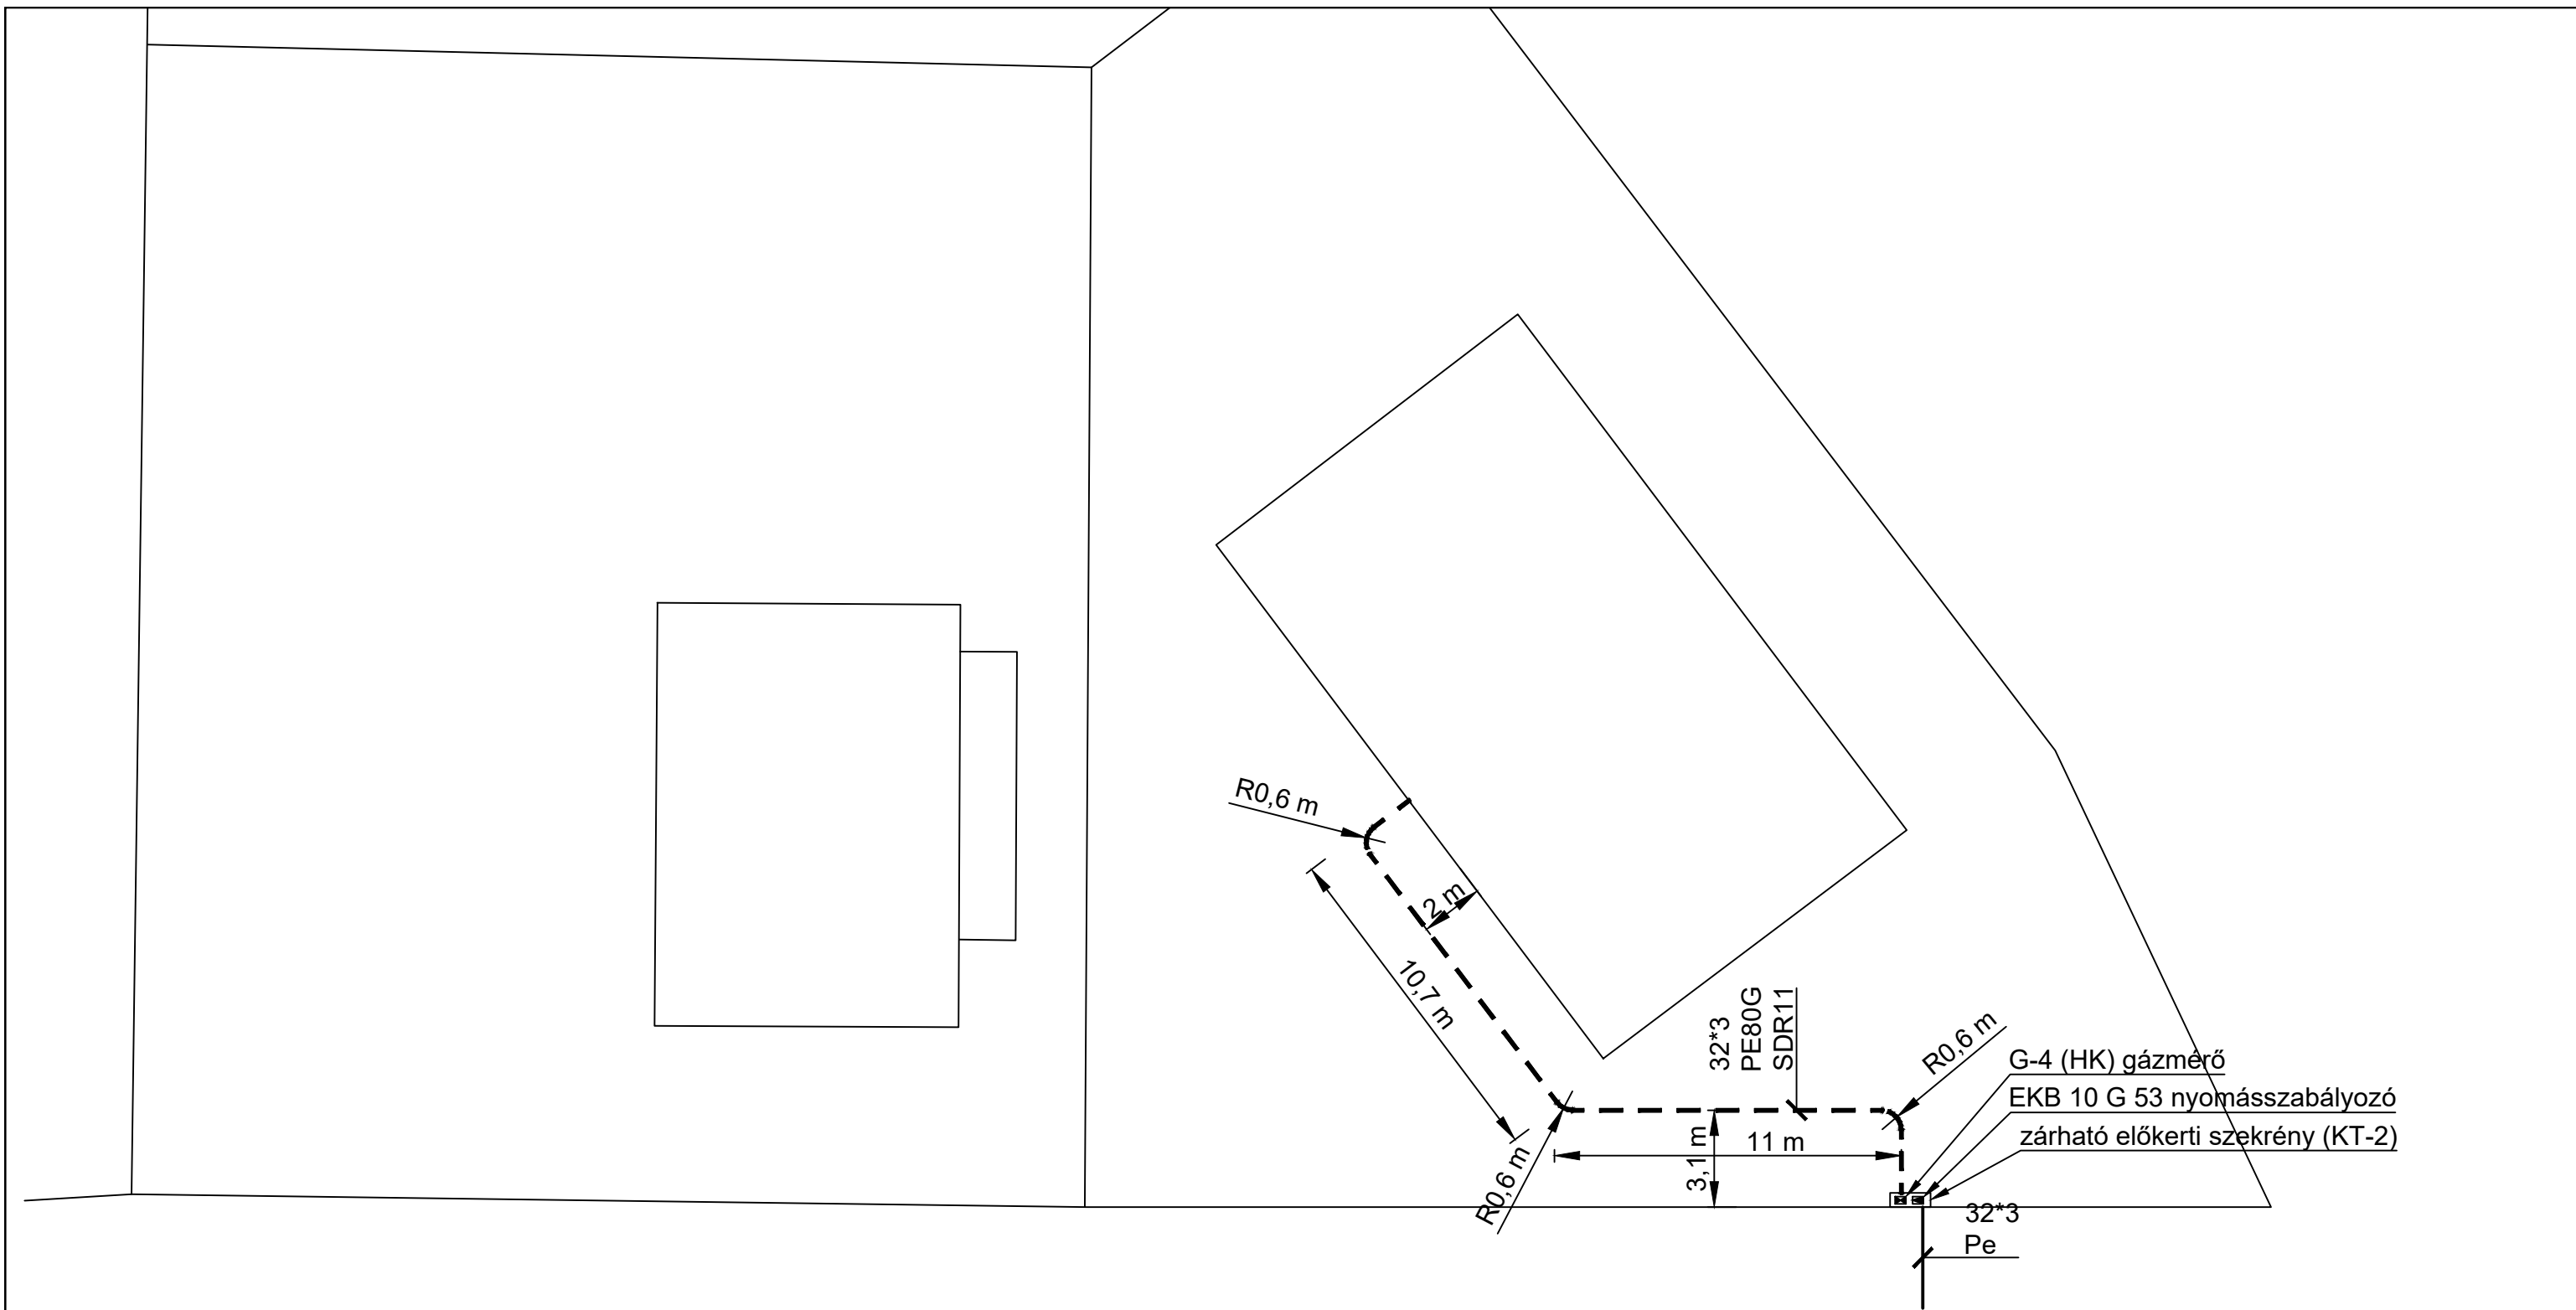 R0,6 m
2 m
10,7 m
32*3
PE80G
SDR11
R0,6 m
G-4 (HK) gázmérő
EKB 10 G 53 nyomásszabályozó
zárható előkerti szekrény (KT-2)
11 m
3,1 m
R0,6 m
32*3
Pe